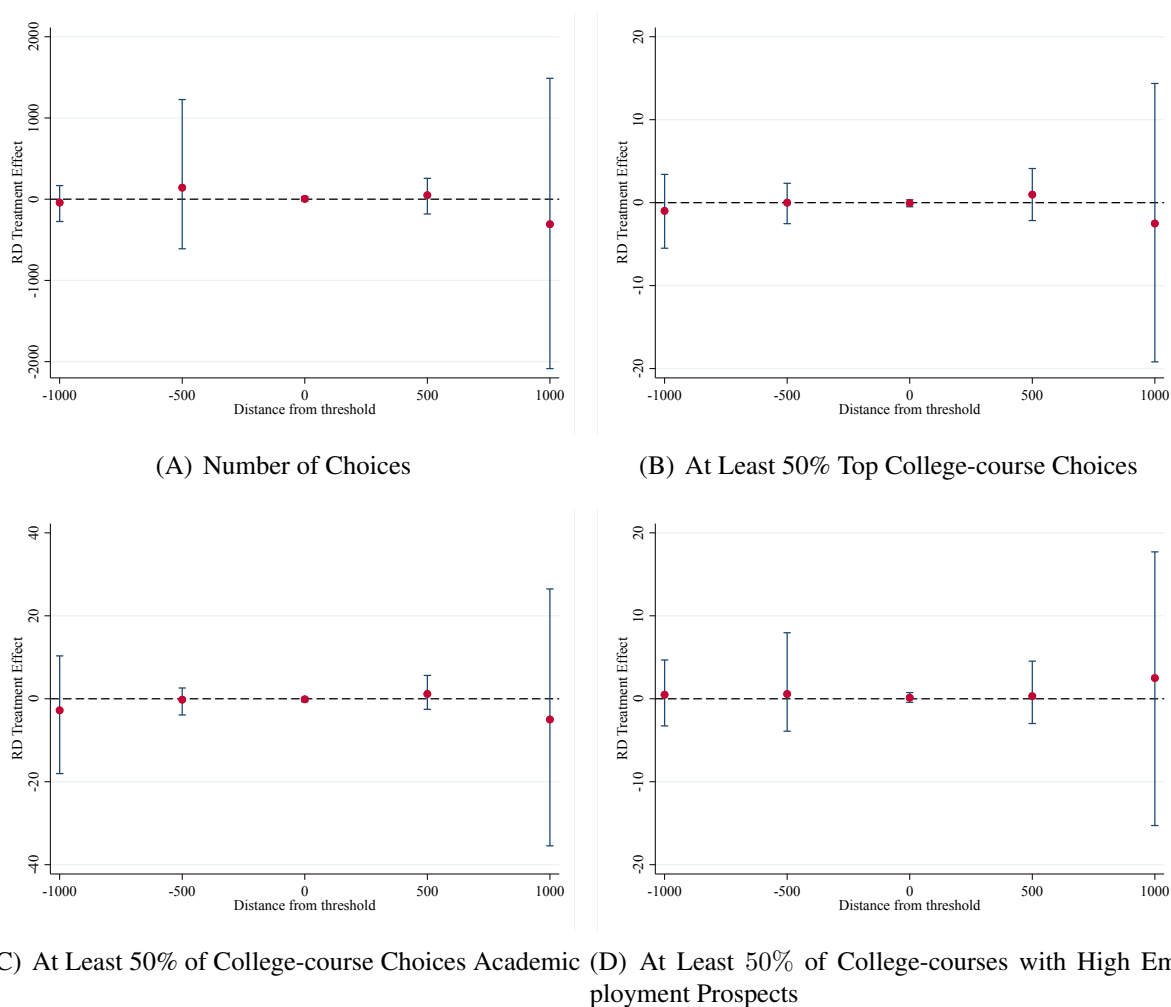 2000
1000
0
-1000
-2000
RD Treatment Effect
-1000 -500 0 500 1000
Distance from threshold
20
10
0
-10
-20
RD Treatment Effect
-1000 -500 0 500 1000
Distance from threshold
(A) Number of Choices
(B) At Least 50% Top College-course Choices
40
20
0
-20
-40
RD Treatment Effect
-1000 -500 0 500 1000
Distance from threshold
20
10
0
-10
-20
RD Treatment Effect
-1000 -500 0 500 1000
Distance from threshold
C) At Least 50% of College-course Choices Academic
(D) At Least 50% of College-courses with High Em
ployment Prospects